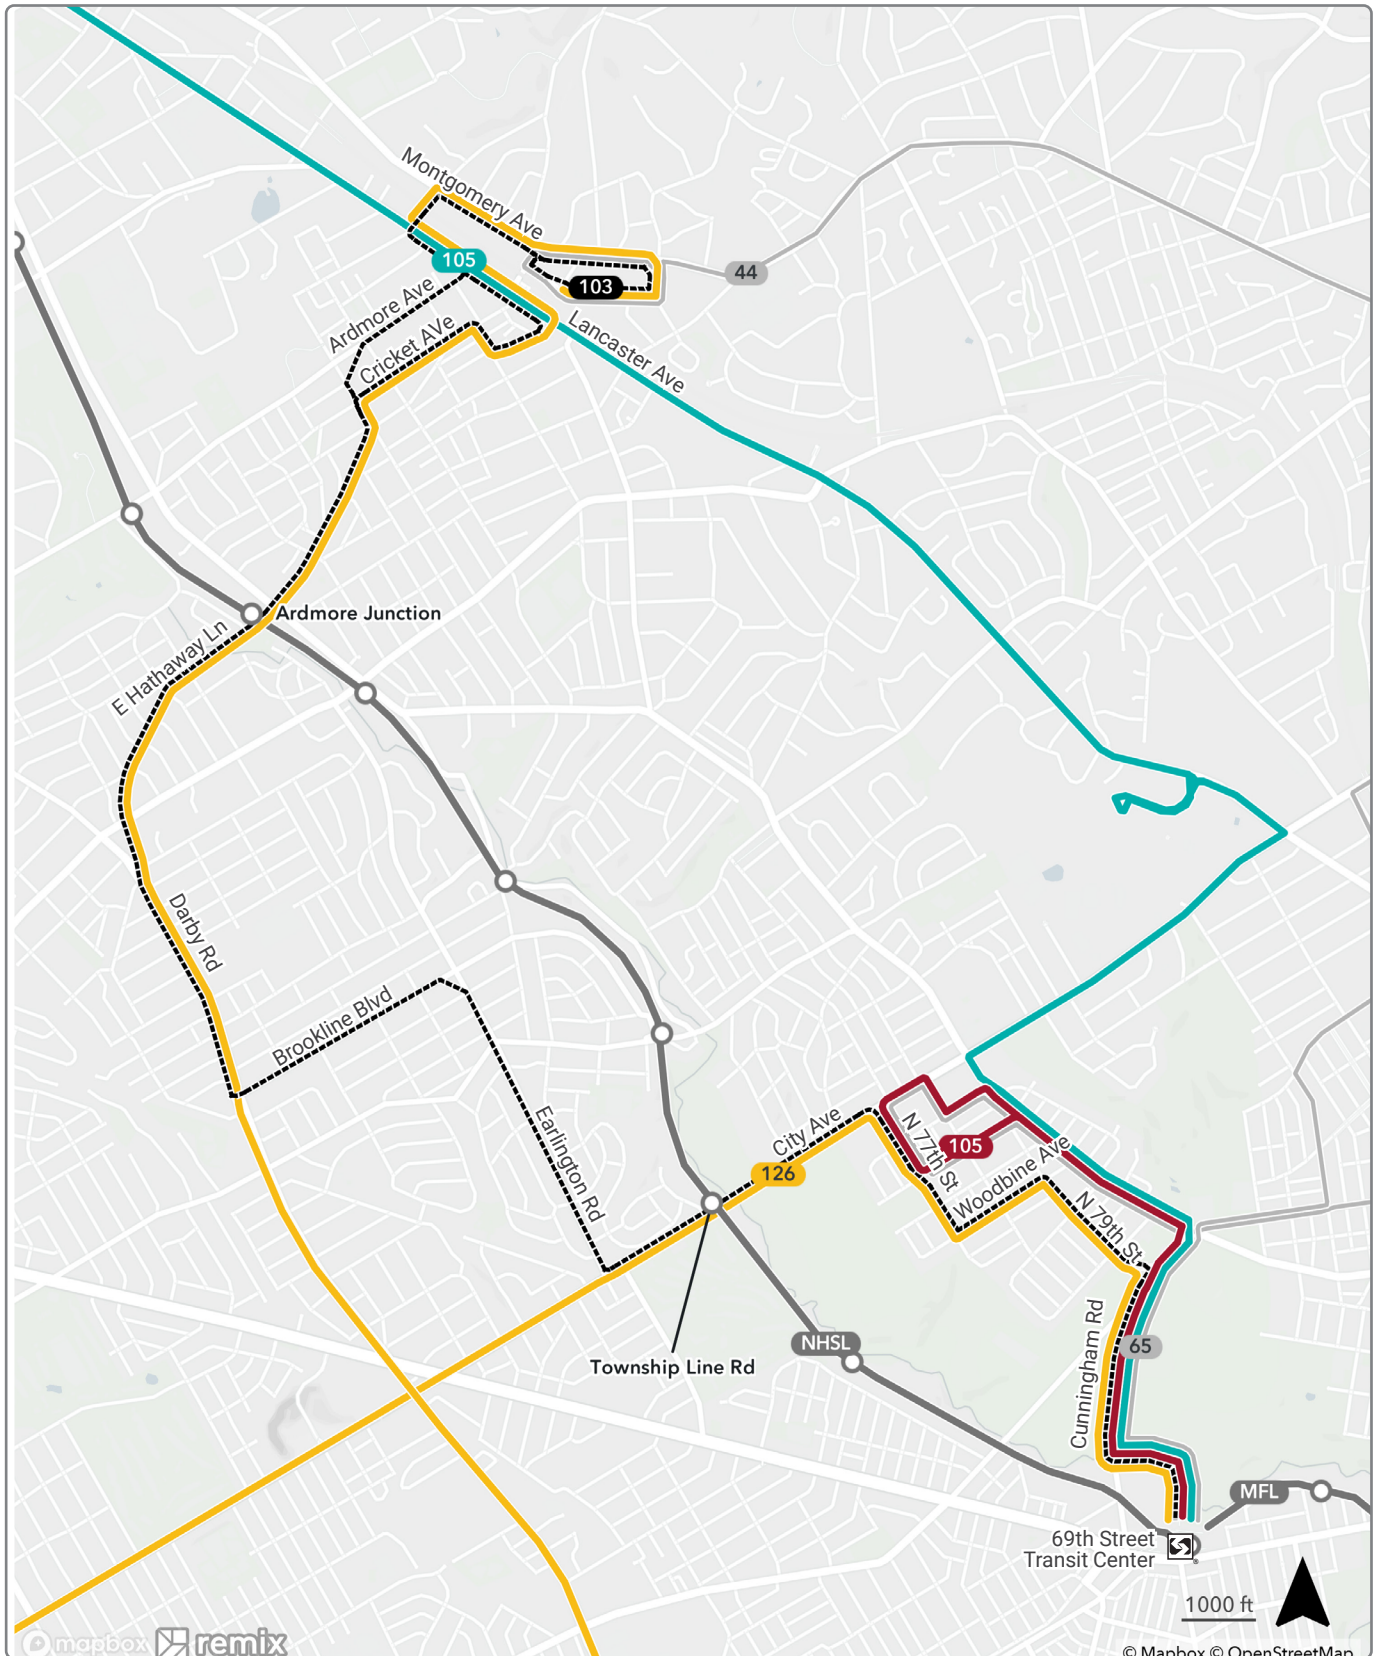 Montgomery Ave
105
103
44
Ardmore Ave
Cricket AVe
Lancaster Ave
Ardmore Junction
E Hathaway Ln
Darby Rd
Brookline Blvd
Earlington Rd
City Ave
126
N 77th St
105
Woodbine Ave
N 79th St
Cunningham Rd
65
Township Line Rd
NHSL
MFL
69th Street
Transit Center
1000 ft
mapbox remix
© Mapbox © OpenStreetMap